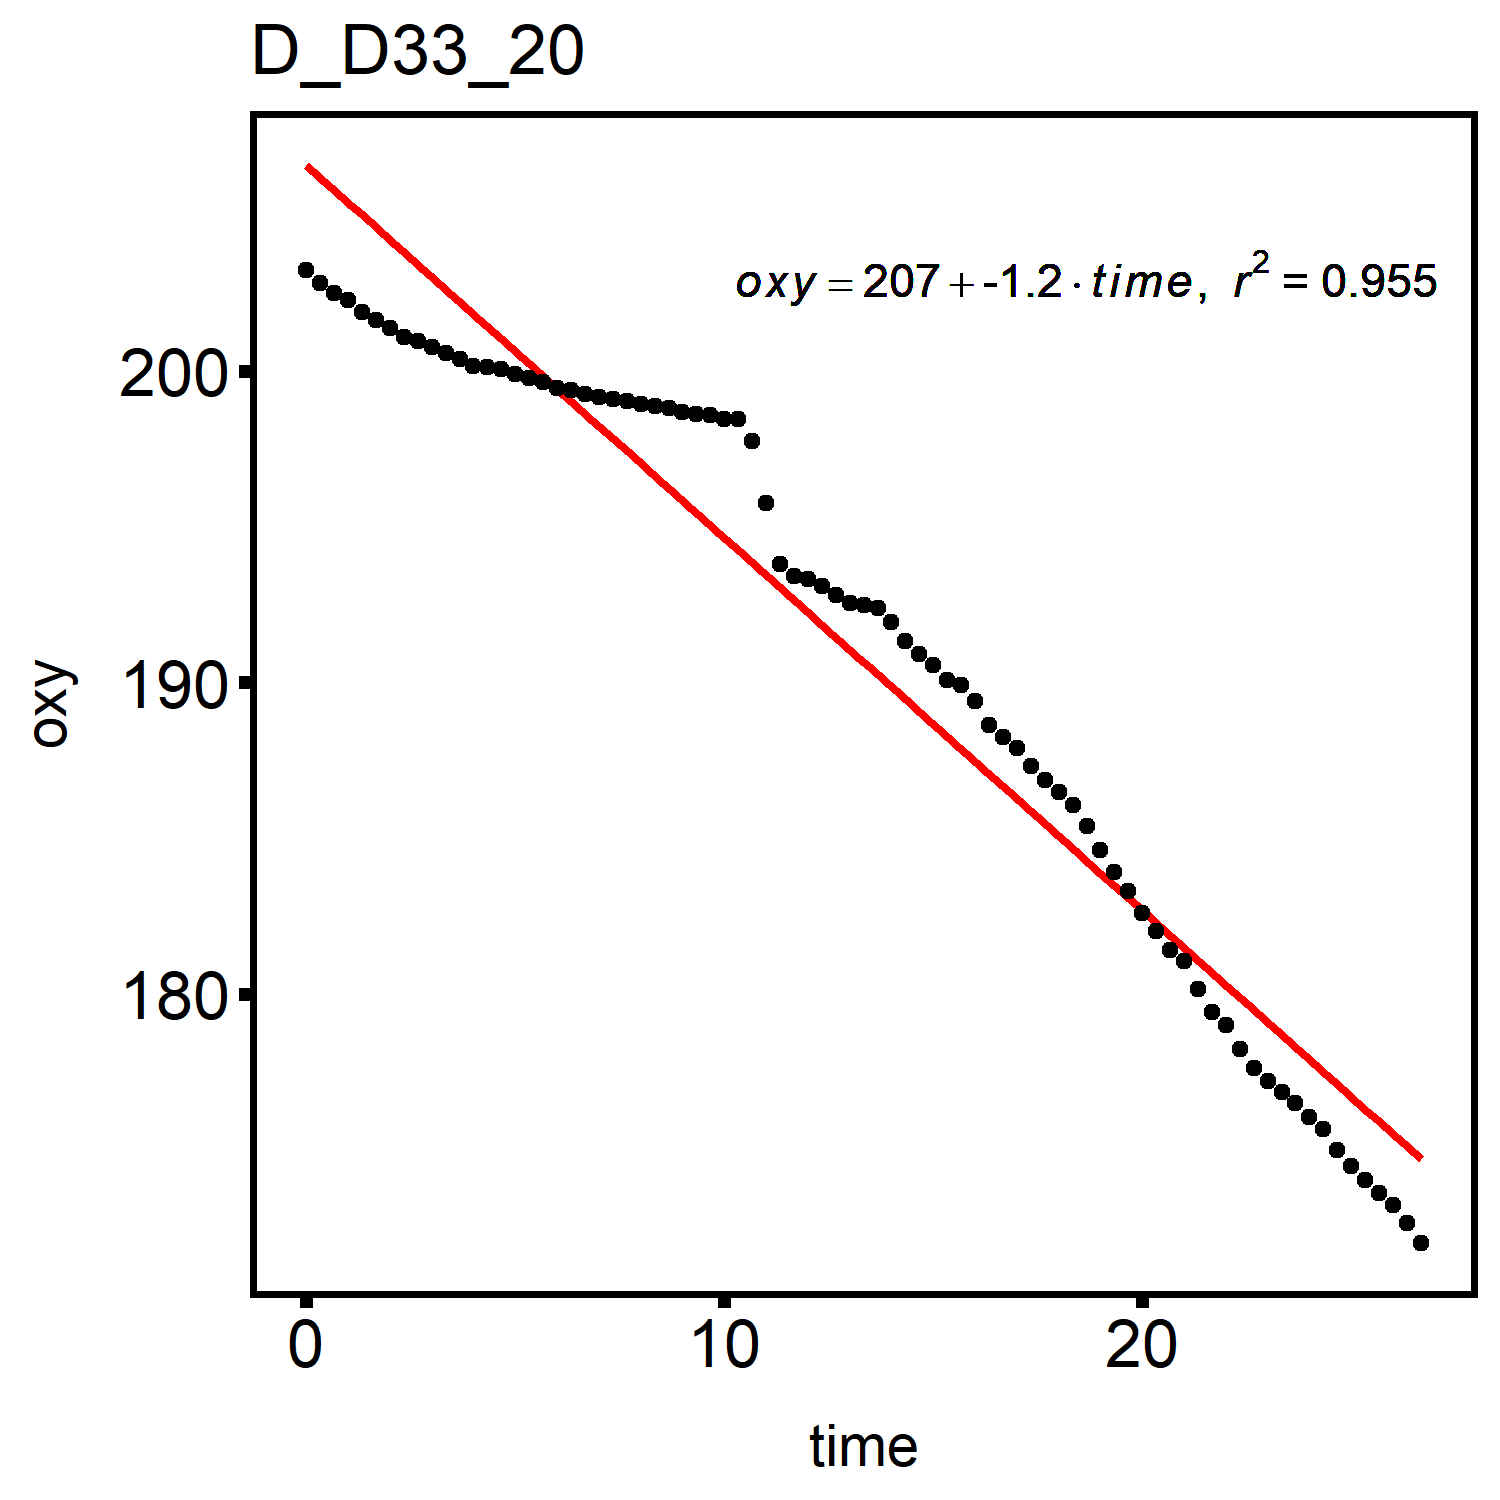 D_D33_20
oxy = 207 + -1.2 · time, r² = 0.955
200
190
180
oxy
0 10 20
time